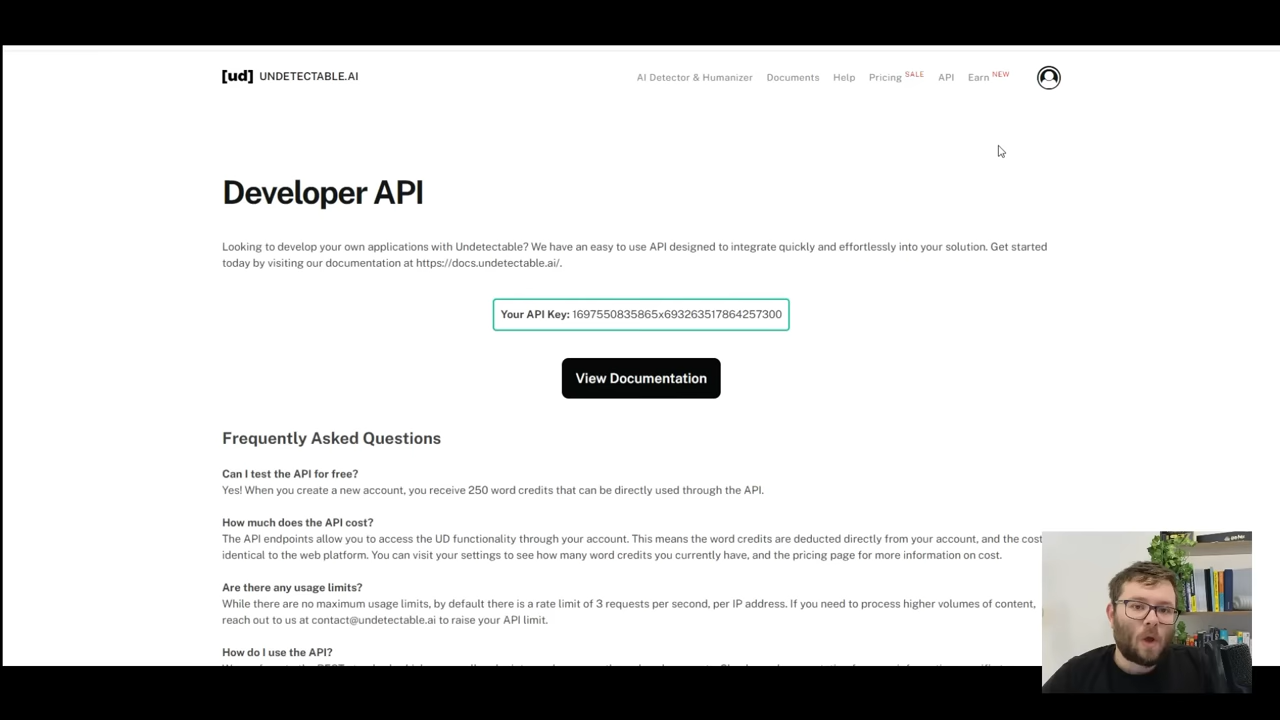 [ud] UNDETECTABLE.AI
AI Detector & Humanizer Documents Help Pricing SALE API Earn NEW
Developer API
Looking to develop your own applications with Undetectable? We have an easy to use API designed to integrate quickly and effortlessly into your solution. Get started
today by visiting our documentation at https://docs.undetectable.ai/.
Your API Key: 1697550835865x693263517864257300
View Documentation
Frequently Asked Questions
Can I test the API for free?
Yes! When you create a new account, you receive 250 word credits that can be directly used through the API.
How much does the API cost?
The API endpoints allow you to access the UD functionality through your account. This means the word credits are deducted directly from your account, and the cost
identical to the web platform. You can visit your settings to see how many word credits you currently have, and the pricing page for more information on cost.
Are there any usage limits?
While there are no maximum usage limits, by default there is a rate limit of 3 requests per second, per IP address. If you need to process higher volumes of content,
reach out to us at contact@undetectable.ai to raise your API limit.
How do I use the API?